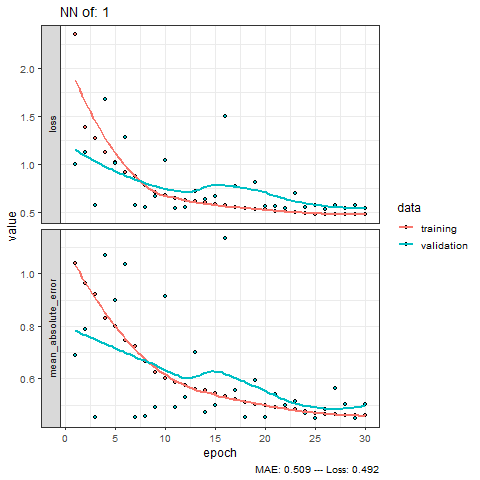 NN of: 1
loss
2.0
1.5
1.0
0.5
value
mean_absolute_error
1.0
0.8
0.6
0
5
10
15
20
25
30
epoch
data
training
validation
MAE: 0.509 --- Loss: 0.492